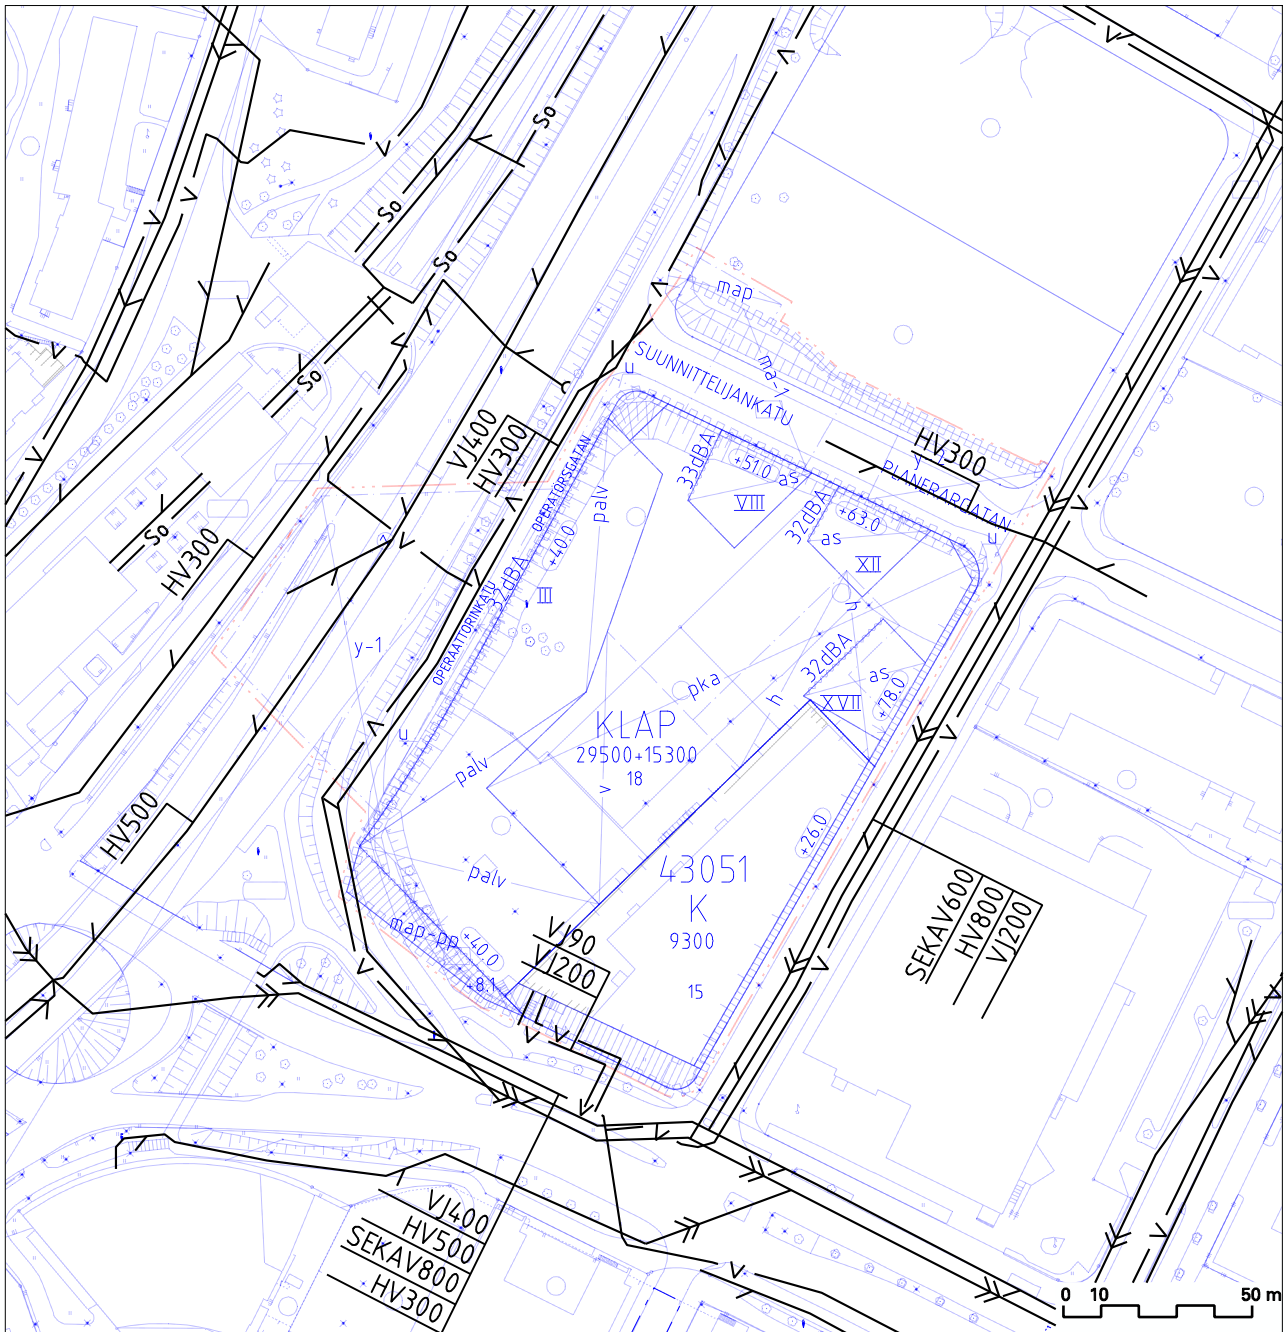 So
So
So
map
ma-1
SUUNNITTELIJANKATU
u
VJ400
HV300
OPERATORSGATAN
palv
33dBA
+51.0
as
VIII
32dBA
+63.0
as
XII
HV300
PLANERARGATAN
u
So
So
HV300
+40.0
32dBA
III
OPERAATTORINKATU
y-1
h
32dBA
as
+78.0
XVII
h
pka
u
KLAP
29500+15300
18
v
palv
HV500
+26.0
43051
K
9300
15
palv
map-pp
+40.0
+8.1
VJ90
VJ200
SEKAV600
HV800
VJ200
VJ400
HV500
SEKAV800
HV300
0 10 50 m